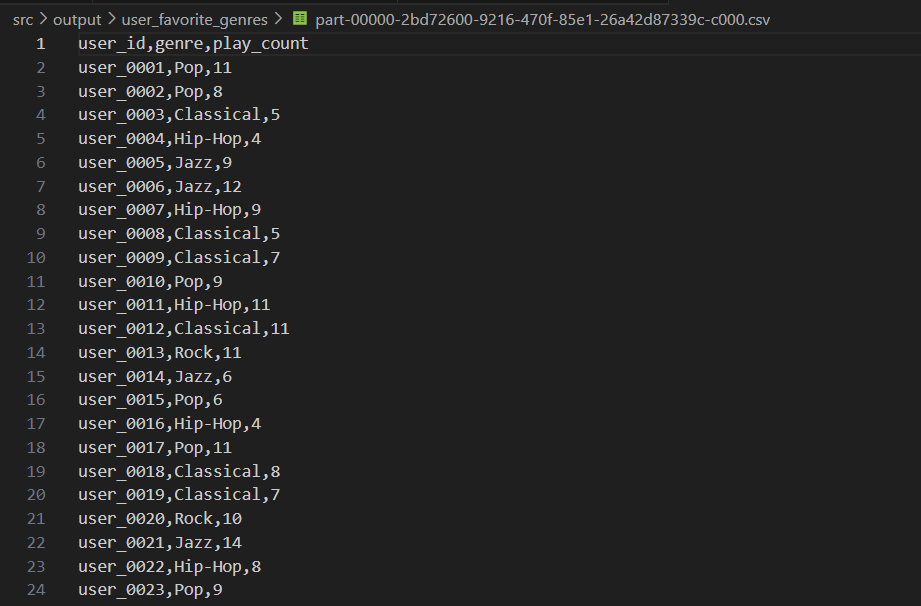 src > output > user_favorite_genres > part-00000-2bd72600-9216-470f-85e1-26a42d87339c-c000.csv
1 user_id,genre,play_count
2 user_0001,Pop,11
3 user_0002,Pop,8
4 user_0003,Classical,5
5 user_0004,Hip-Hop,4
6 user_0005,Jazz,9
7 user_0006,Jazz,12
8 user_0007,Hip-Hop,9
9 user_0008,Classical,5
10 user_0009,Classical,7
11 user_0010,Pop,9
12 user_0011,Hip-Hop,11
13 user_0012,Classical,11
14 user_0013,Rock,11
15 user_0014,Jazz,6
16 user_0015,Pop,6
17 user_0016,Hip-Hop,4
18 user_0017,Pop,11
19 user_0018,Classical,8
20 user_0019,Classical,7
21 user_0020,Rock,10
22 user_0021,Jazz,14
23 user_0022,Hip-Hop,8
24 user_0023,Pop,9